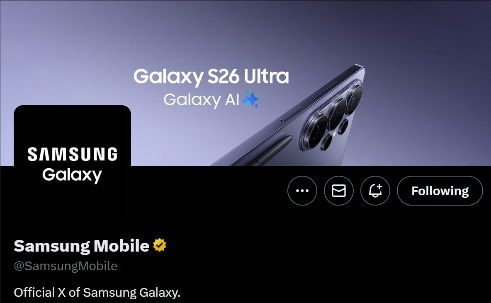 Galaxy S26 Ultra
Galaxy AI
SAMSUNG
Galaxy
Following
Samsung Mobile
@SamsungMobile
Official X of Samsung Galaxy.